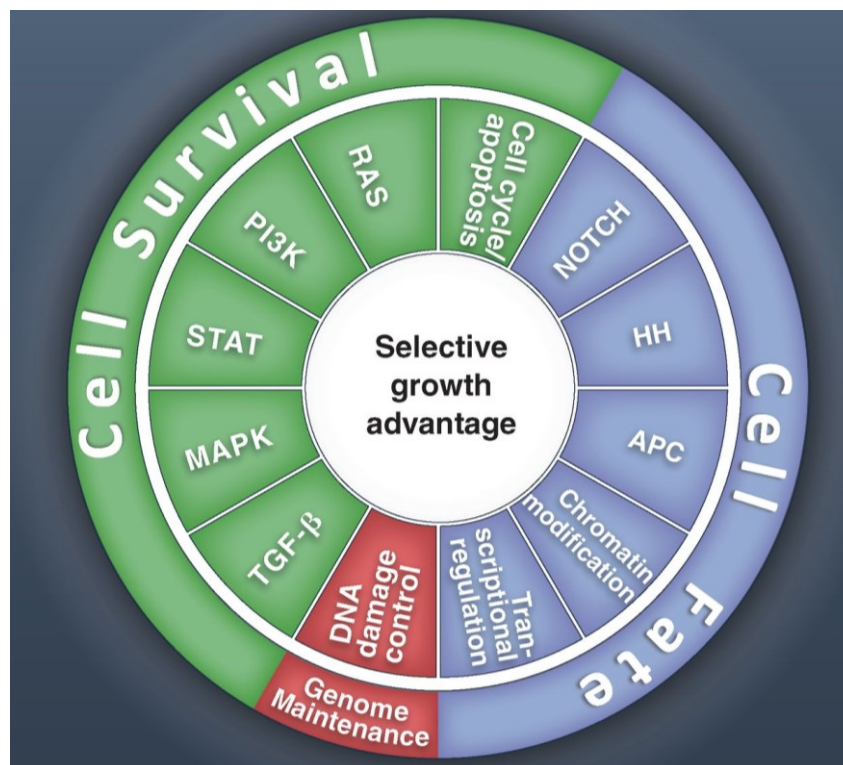 Cell Survival
Cell Fate
Genome
Maintenance
Cell cycle/
apoptosis
NOTCH
HH
APC
Chromatin
modification
Tran-
scriptional
regulation
DNA
damage
control
TGF-β
MAPK
STAT
PI3K
RAS
Selective
growth
advantage